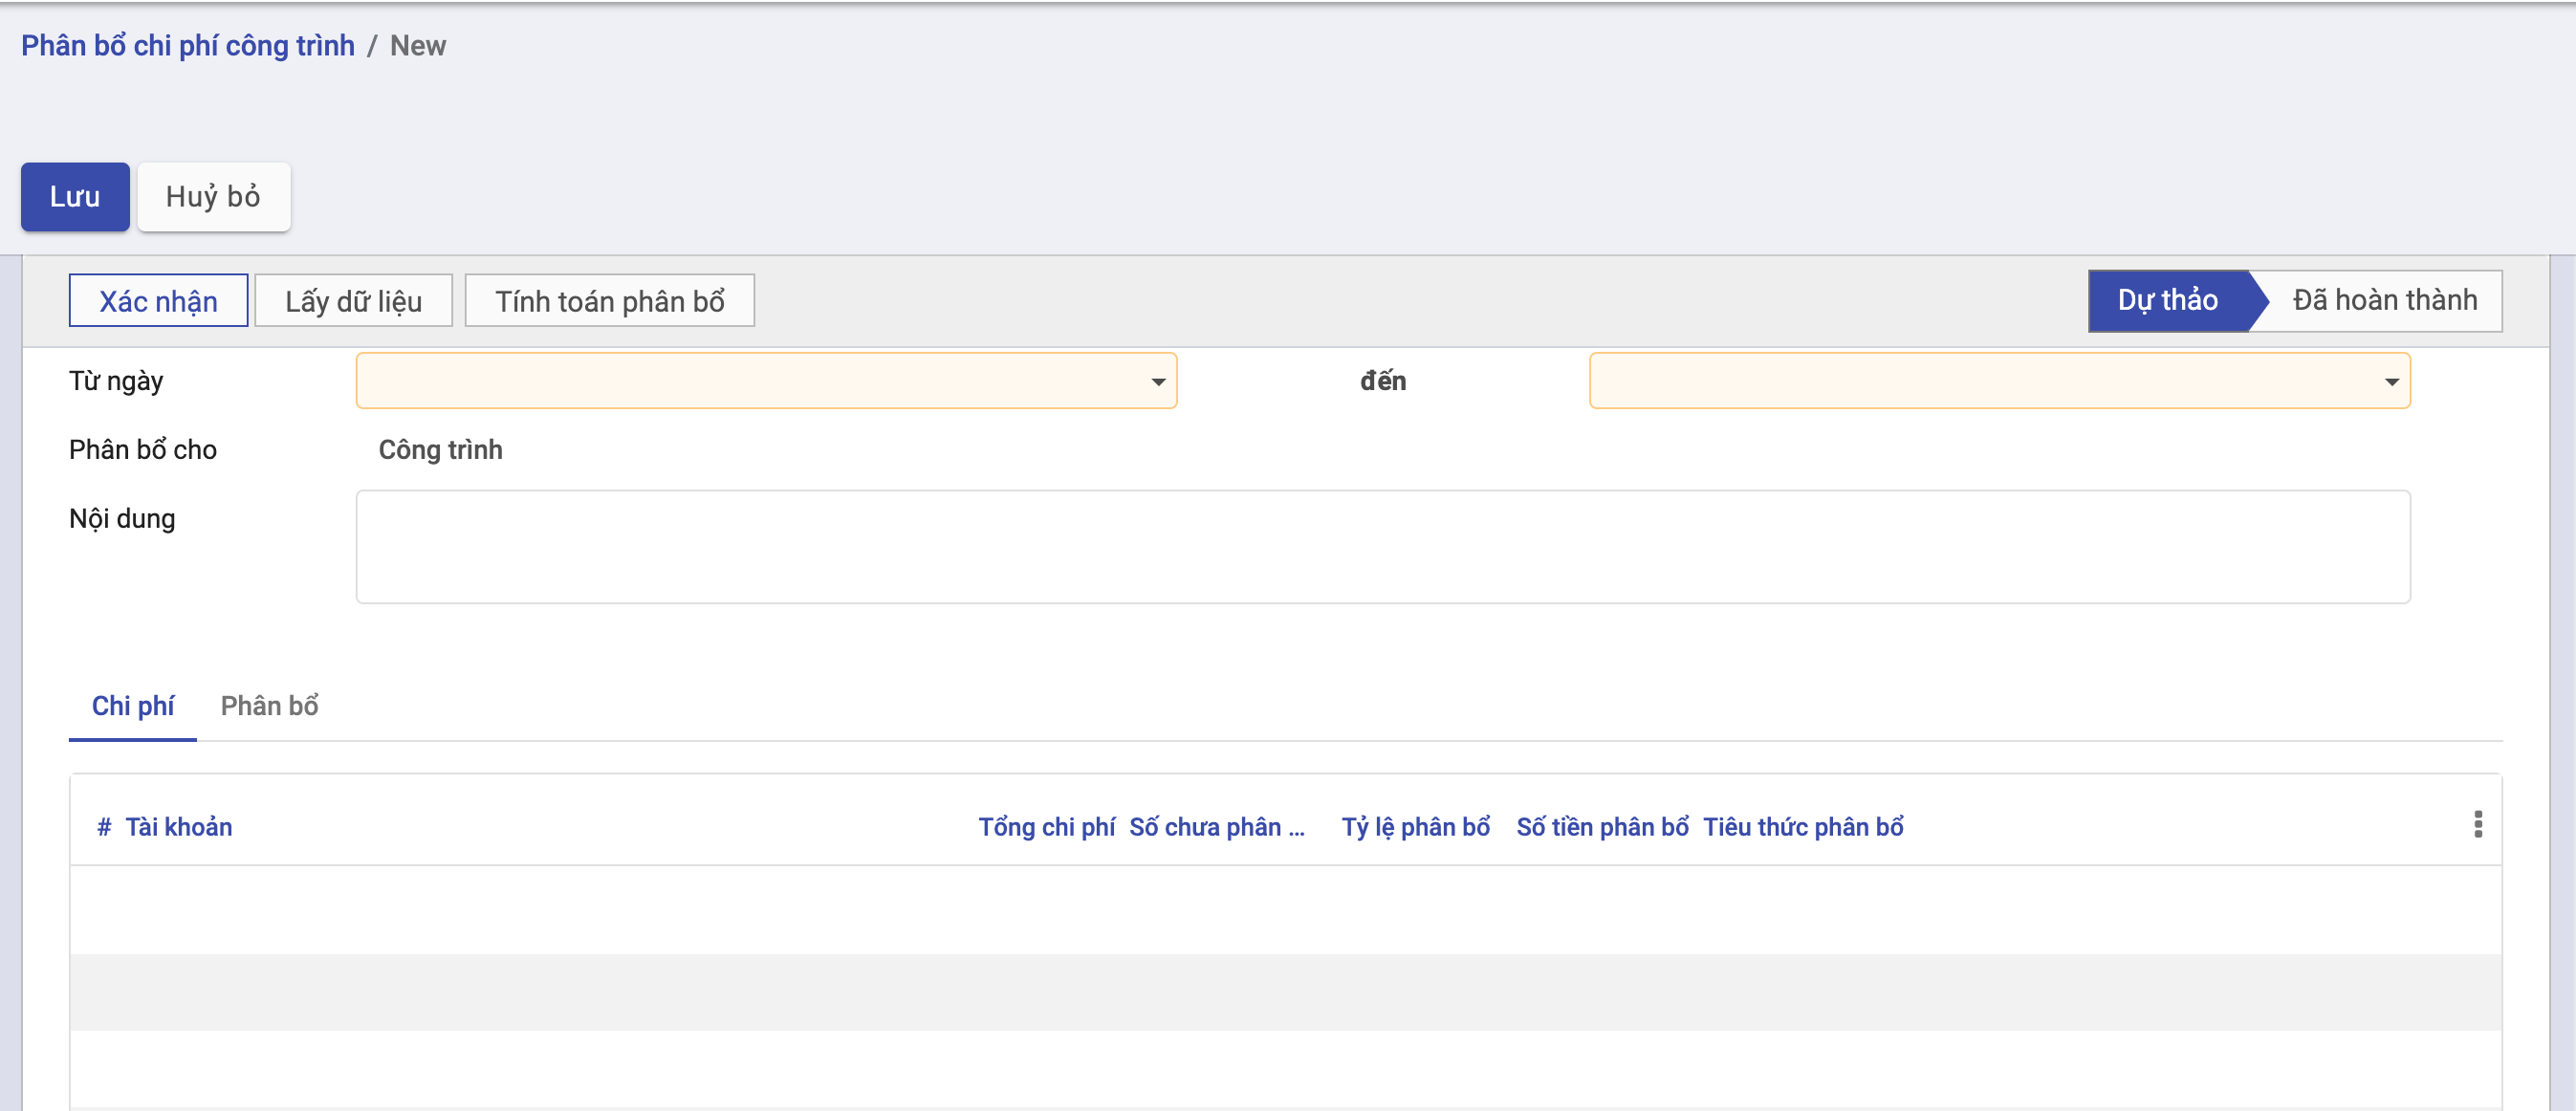 Phân bổ chi phí công trình / New
Lưu Huỷ bỏ
Xác nhận Lấy dữ liệu Tính toán phân bổ Dự thảo Đã hoàn thành
Từ ngày đến
Phân bổ cho Công trình
Nội dung
Chi phí Phân bổ
# Tài khoản Tổng chi phí Số chưa phân ... Tỷ lệ phân bổ Số tiền phân bổ Tiêu thức phân bổ